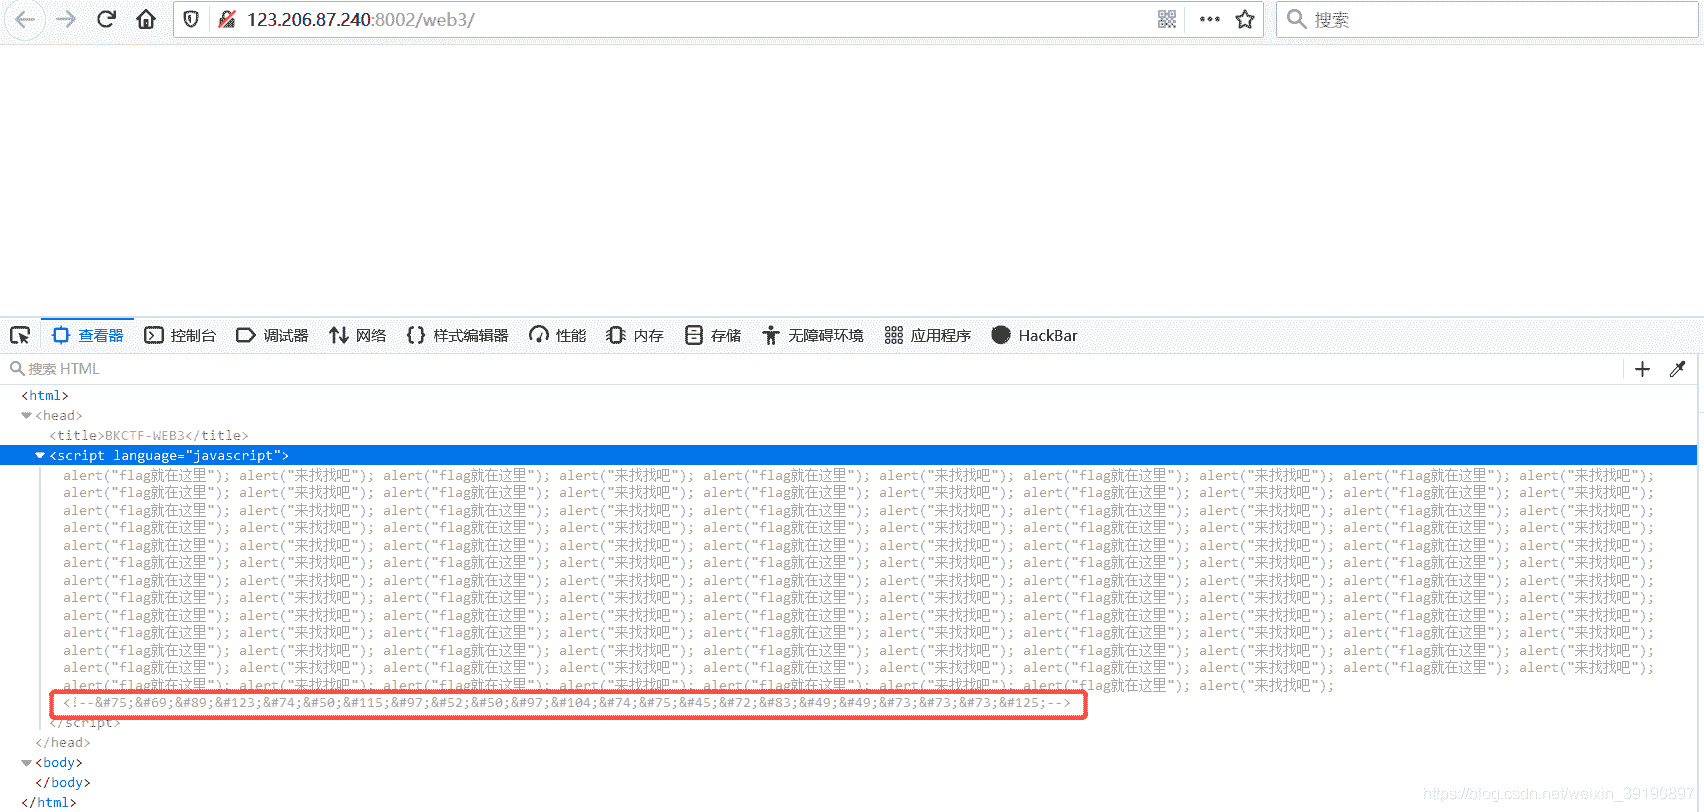 123.206.87.240:8002/web3/ 搜索
查看器 控制台 调试器 网络 {} 样式编辑器 性能 内存 存储 无障碍环境 应用程序 HackBar
搜索 HTML
<html>
<head>
<title>BKCTF-WEB3</title>
<script language="javascript">
alert("flag就在这里"); alert("来找找吧"); alert("flag就在这里"); alert("来找找吧"); alert("flag就在这里"); alert("来找找吧"); alert("flag就在这里"); alert("来找找吧"); alert("flag就在这里"); alert("来找找吧");
alert("flag就在这里"); alert("来找找吧"); alert("flag就在这里"); alert("来找找吧"); alert("flag就在这里"); alert("来找找吧"); alert("flag就在这里"); alert("来找找吧"); alert("flag就在这里"); alert("来找找吧");
alert("flag就在这里"); alert("来找找吧"); alert("flag就在这里"); alert("来找找吧"); alert("flag就在这里"); alert("来找找吧"); alert("flag就在这里"); alert("来找找吧"); alert("flag就在这里"); alert("来找找吧");
alert("flag就在这里"); alert("来找找吧"); alert("flag就在这里"); alert("来找找吧"); alert("flag就在这里"); alert("来找找吧"); alert("flag就在这里"); alert("来找找吧"); alert("flag就在这里"); alert("来找找吧");
alert("flag就在这里"); alert("来找找吧"); alert("flag就在这里"); alert("来找找吧"); alert("flag就在这里"); alert("来找找吧"); alert("flag就在这里"); alert("来找找吧"); alert("flag就在这里"); alert("来找找吧");
alert("flag就在这里"); alert("来找找吧"); alert("flag就在这里"); alert("来找找吧"); alert("flag就在这里"); alert("来找找吧"); alert("flag就在这里"); alert("来找找吧"); alert("flag就在这里"); alert("来找找吧");
alert("flag就在这里"); alert("来找找吧"); alert("flag就在这里"); alert("来找找吧"); alert("flag就在这里"); alert("来找找吧"); alert("flag就在这里"); alert("来找找吧"); alert("flag就在这里"); alert("来找找吧");
alert("flag就在这里"); alert("来找找吧"); alert("flag就在这里"); alert("来找找吧"); alert("flag就在这里"); alert("来找找吧"); alert("flag就在这里"); alert("来找找吧"); alert("flag就在这里"); alert("来找找吧");
alert("flag就在这里"); alert("来找找吧"); alert("flag就在这里"); alert("来找找吧"); alert("flag就在这里"); alert("来找找吧"); alert("flag就在这里"); alert("来找找吧"); alert("flag就在这里"); alert("来找找吧");
alert("flag就在这里"); alert("来找找吧"); alert("flag就在这里"); alert("来找找吧"); alert("flag就在这里"); alert("来找找吧"); alert("flag就在这里"); alert("来找找吧"); alert("flag就在这里"); alert("来找找吧");
alert("flag就在这里"); alert("来找找吧"); alert("flag就在这里"); alert("来找找吧"); alert("flag就在这里"); alert("来找找吧"); alert("flag就在这里"); alert("来找找吧"); alert("flag就在这里"); alert("来找找吧");
alert("flag就在这里"); alert("来找找吧"); alert("flag就在这里"); alert("来找找吧"); alert("flag就在这里"); alert("来找找吧"); alert("flag就在这里"); alert("来找找吧"); alert("flag就在这里"); alert("来找找吧");
alert("flag就在这里"); alert("来找找吧"); alert("flag就在这里"); alert("来找找吧"); alert("flag就在这里"); alert("来找找吧"); alert("flag就在这里"); alert("来找找吧");
<!--&#75;&#69;&#89;&#123;&#74;&#50;&#115;&#97;&#52;&#50;&#97;&#104;&#74;&#75;&#45;&#72;&#83;&#49;&#49;&#73;&#73;&#73;&#125;-->
</script>
</head>
<body>
</body>
</html>
https://blog.csdn.net/weixin_39190897